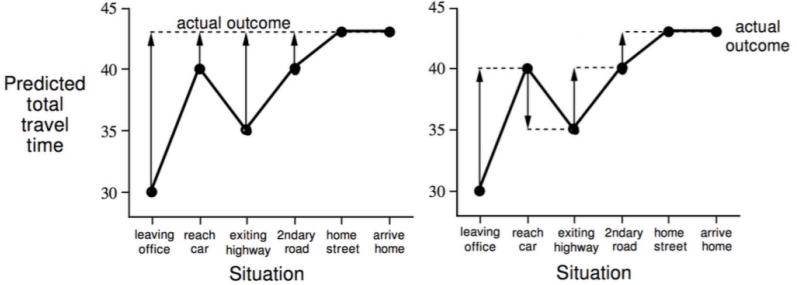 45
actual outcome
40
Predicted
total
travel
time
35
30
leaving
office
reach
car
exiting
highway
2ndary
road
home
street
arrive
home
Situation
45
actual
outcome
40
35
30
leaving
office
reach
car
exiting
highway
2ndary
road
home
street
arrive
home
Situation